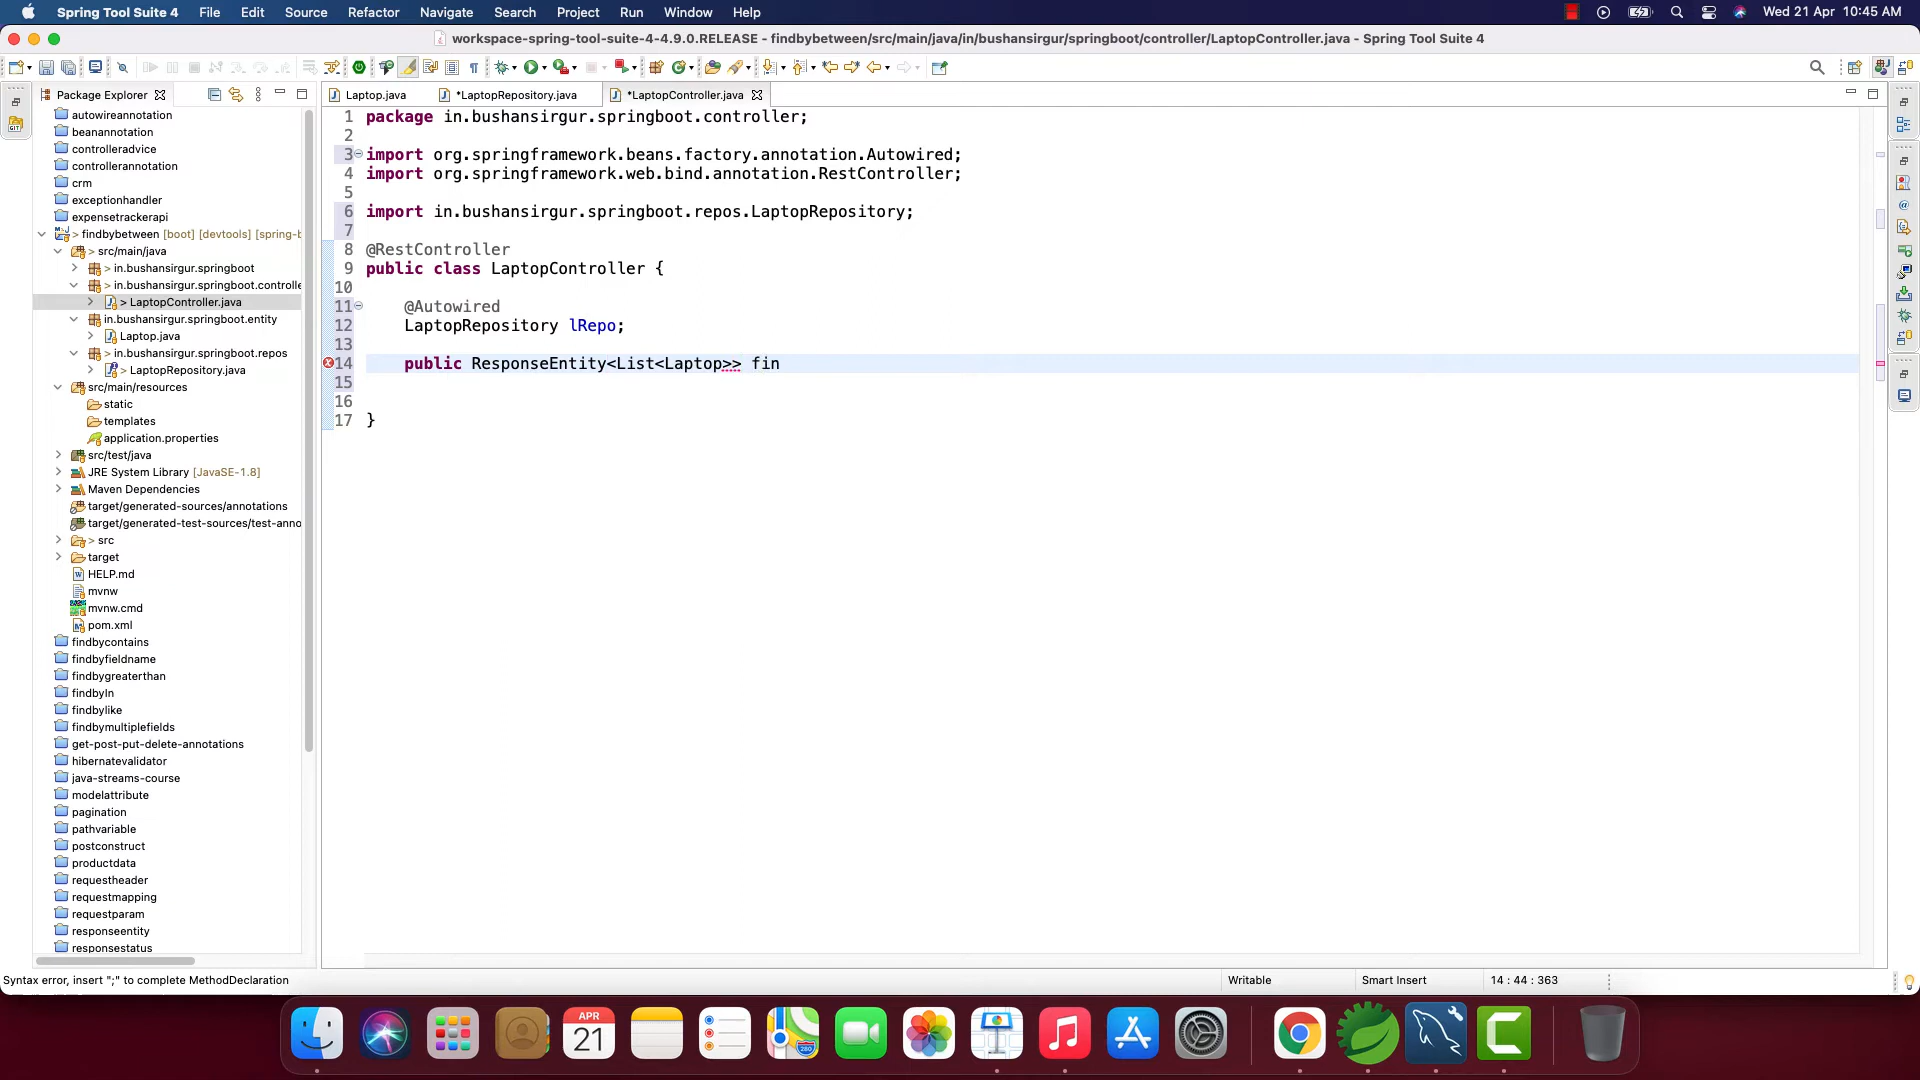 Spring Tool Suite 4 File Edit Source Refactor Navigate Search Project Run Window Help Wed 21 Apr 10:45 AM
workspace-spring-tool-suite-4-4.9.0.RELEASE - findbybetween/src/main/java/in/bushansirgur/springboot/controller/LaptopController.java - Spring Tool Suite 4
Package Explorer
Laptop.java *LaptopRepository.java *LaptopController.java
autowireannotation
beanannotation
controlleradvice
controllerannotation
crm
exceptionhandler
expensetrackerapi
> findbybetween [boot] [devtools] [spring-b
> src/main/java
> in.bushansirgur.springboot
> in.bushansirgur.springboot.controlle
> LaptopController.java
in.bushansirgur.springboot.entity
Laptop.java
> in.bushansirgur.springboot.repos
> LaptopRepository.java
src/main/resources
static
templates
application.properties
src/test/java
JRE System Library [JavaSE-1.8]
Maven Dependencies
target/generated-sources/annotations
target/generated-test-sources/test-anno
> src
target
HELP.md
mvnw
mvnw.cmd
pom.xml
findbycontains
findbyfieldname
findbygreaterthan
findbyIn
findbylike
findbymultiplefields
get-post-put-delete-annotations
hibernatevalidator
java-streams-course
modelattribute
pagination
pathvariable
postconstruct
productdata
requestheader
requestmapping
requestparam
responseentity
responsestatus
1 package in.bushansirgur.springboot.controller;
2
3 import org.springframework.beans.factory.annotation.Autowired;
4 import org.springframework.web.bind.annotation.RestController;
5
6 import in.bushansirgur.springboot.repos.LaptopRepository;
7
8 @RestController
9 public class LaptopController {
10
11 @Autowired
12 LaptopRepository lRepo;
13
14 public ResponseEntity<List<Laptop>> fin
15
16
17 }
Syntax error, insert ";" to complete MethodDeclaration Writable Smart Insert 14 : 44 : 363
APR
21